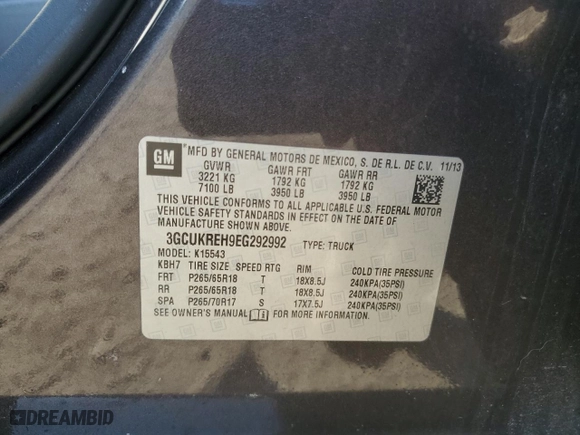 GM
MFD BY GENERAL MOTORS DE MEXICO, S. DE R.L. DE C.V. 11/13
GVWR GAWR FRT GAWR RR
3221 KG 1792 KG 1792 KG
7100 LB 3950 LB 3950 LB
THIS VEHICLE CONFORMS TO ALL APPLICABLE U.S. FEDERAL MOTOR
VEHICLE SAFETY STANDARDS IN EFFECT ON THE DATE OF
MANUFACTURE SHOWN ABOVE.
3GCUKREH9EG292992 TYPE: TRUCK
MODEL: K15543
KBH7 TIRE SIZE SPEED RTG RIM COLD TIRE PRESSURE
FRT P265/65R18 T 18X8.5J 240KPA(35PSI)
RR P265/65R18 T 18X8.5J 240KPA(35PSI)
SPA P265/70R17 S 17X7.5J 240KPA(35PSI)
SEE OWNER'S MANUAL FOR MORE INFORMATION.
DREAMBID